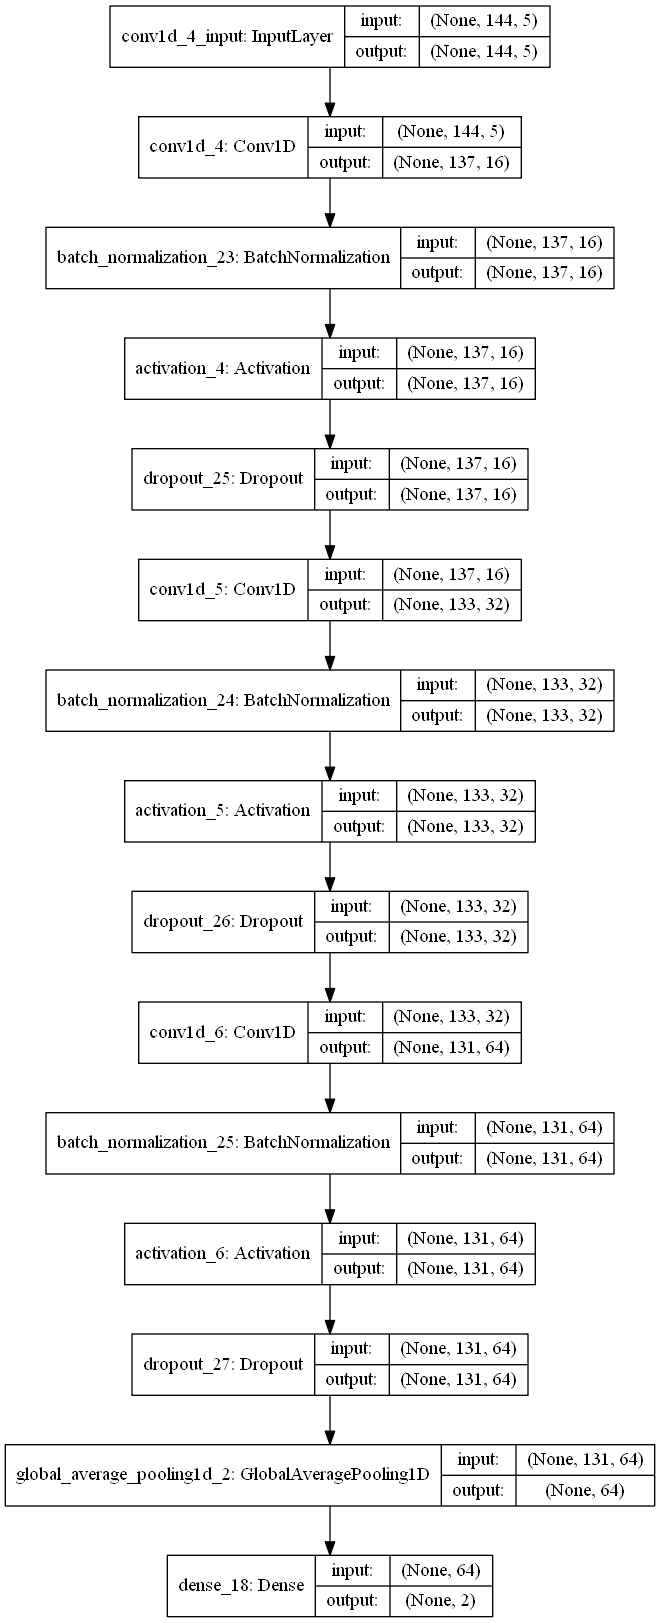 conv1d_4_input: InputLayer
input: (None, 144, 5)
output: (None, 144, 5)
conv1d_4: Conv1D
input: (None, 144, 5)
output: (None, 137, 16)
batch_normalization_23: BatchNormalization
input: (None, 137, 16)
output: (None, 137, 16)
activation_4: Activation
input: (None, 137, 16)
output: (None, 137, 16)
dropout_25: Dropout
input: (None, 137, 16)
output: (None, 137, 16)
conv1d_5: Conv1D
input: (None, 137, 16)
output: (None, 133, 32)
batch_normalization_24: BatchNormalization
input: (None, 133, 32)
output: (None, 133, 32)
activation_5: Activation
input: (None, 133, 32)
output: (None, 133, 32)
dropout_26: Dropout
input: (None, 133, 32)
output: (None, 133, 32)
conv1d_6: Conv1D
input: (None, 133, 32)
output: (None, 131, 64)
batch_normalization_25: BatchNormalization
input: (None, 131, 64)
output: (None, 131, 64)
activation_6: Activation
input: (None, 131, 64)
output: (None, 131, 64)
dropout_27: Dropout
input: (None, 131, 64)
output: (None, 131, 64)
global_average_pooling1d_2: GlobalAveragePooling1D
input: (None, 131, 64)
output: (None, 64)
dense_18: Dense
input: (None, 64)
output: (None, 2)